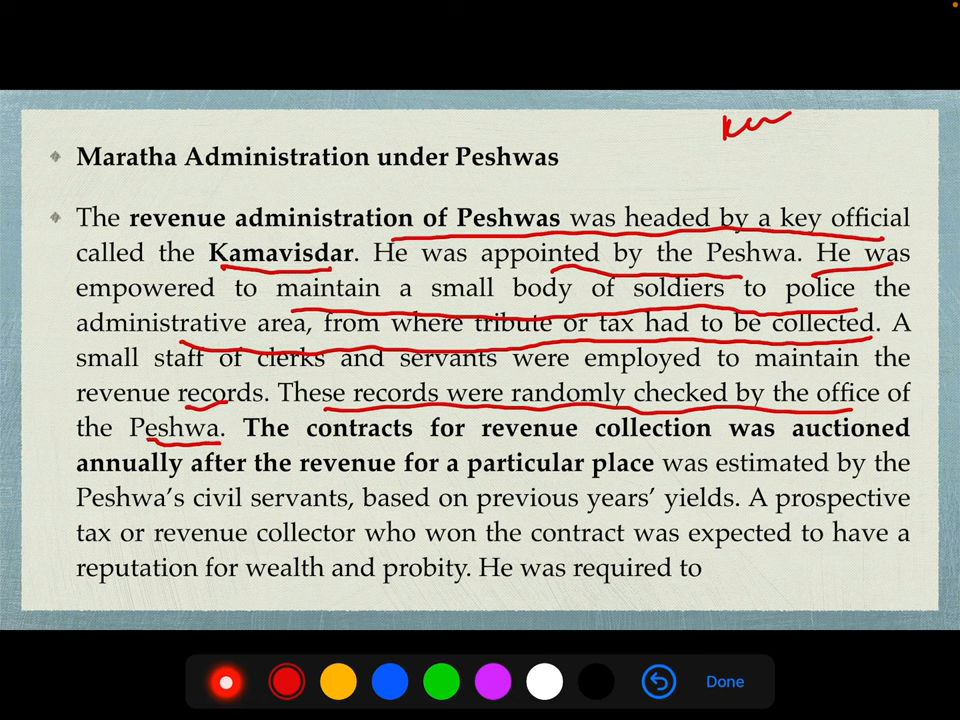 Maratha Administration under Peshwas
The revenue administration of Peshwas was headed by a key official
called the Kamavisdar. He was appointed by the Peshwa. He was
empowered to maintain a small body of soldiers to police the
administrative area, from where tribute or tax had to be collected. A
small staff of clerks and servants were employed to maintain the
revenue records. These records were randomly checked by the office of
the Peshwa. The contracts for revenue collection was auctioned
annually after the revenue for a particular place was estimated by the
Peshwa's civil servants, based on previous years' yields. A prospective
tax or revenue collector who won the contract was expected to have a
reputation for wealth and probity. He was required to
Done